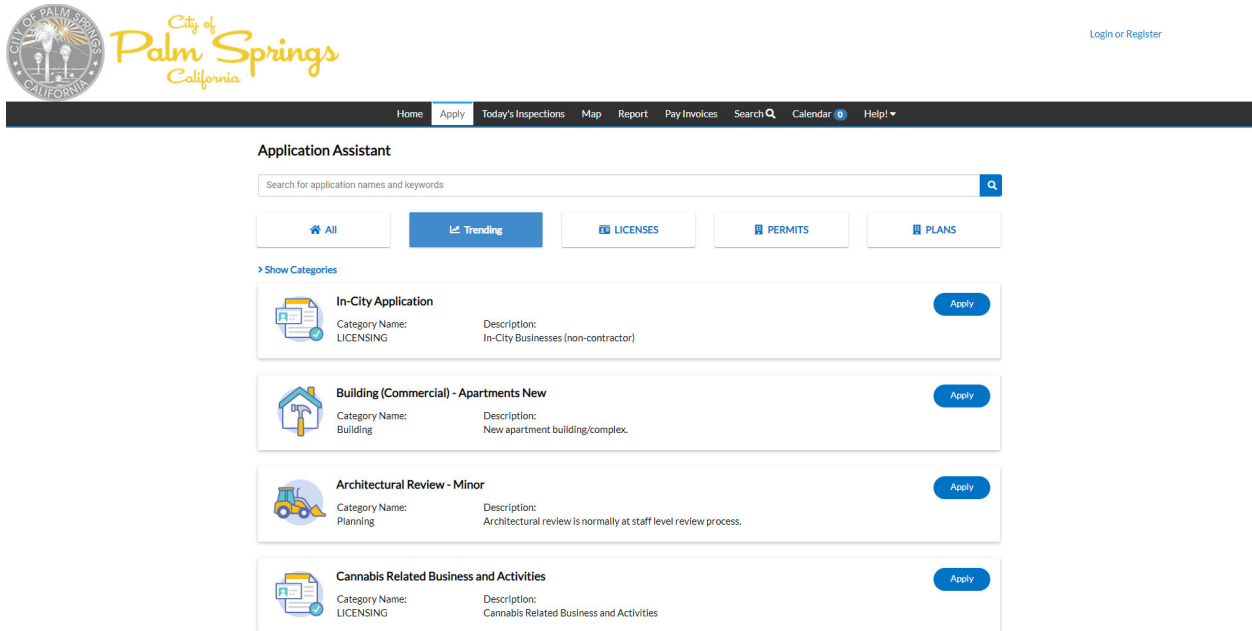 CITY OF PALM SPRINGS
CALIFORNIA
City of
Palm Springs
California
Login or Register
Home Apply Today's Inspections Map Report Pay Invoices Search Calendar 0 Help!
Application Assistant
Search for application names and keywords
All Trending LICENSES PERMITS PLANS
Show Categories
In-City Application
Apply
Category Name: Description:
LICENSING In-City Businesses (non-contractor)
Building (Commercial) - Apartments New
Apply
Category Name: Description:
Building New apartment building/complex.
Architectural Review - Minor
Apply
Category Name: Description:
Planning Architectural review is normally at staff level review process.
Cannabis Related Business and Activities
Apply
Category Name: Description:
LICENSING Cannabis Related Business and Activities